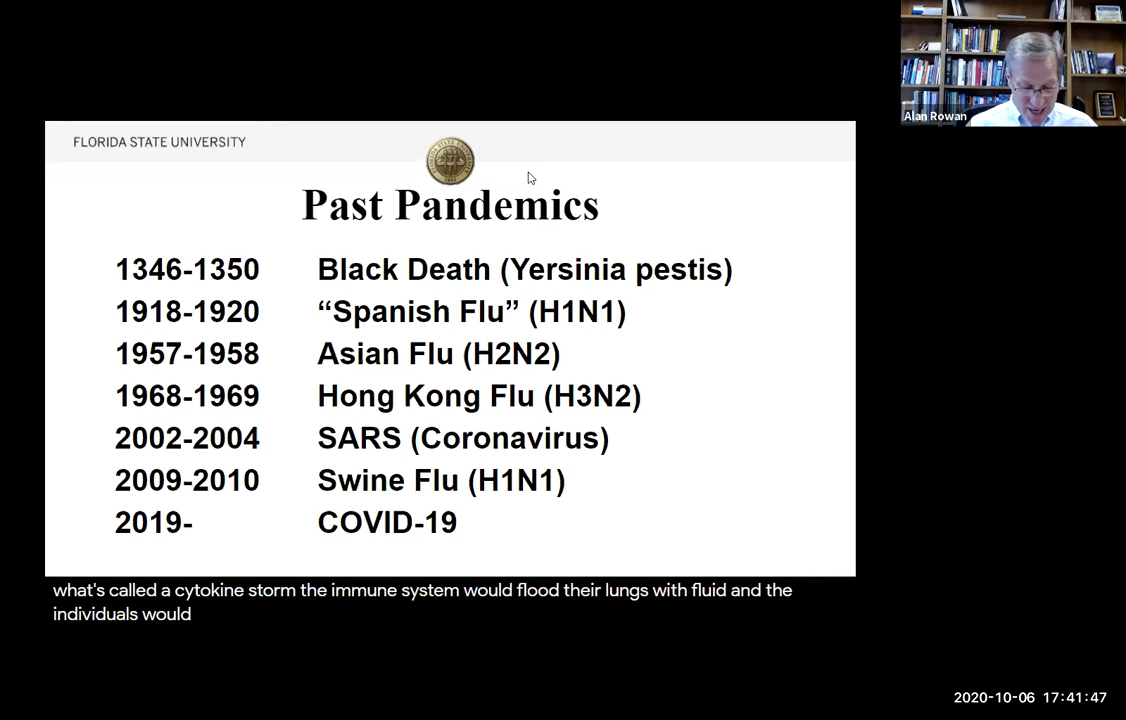 Alan Rowan
FLORIDA STATE UNIVERSITY
Past Pandemics
1346-1350 Black Death (Yersinia pestis)
1918-1920 “Spanish Flu” (H1N1)
1957-1958 Asian Flu (H2N2)
1968-1969 Hong Kong Flu (H3N2)
2002-2004 SARS (Coronavirus)
2009-2010 Swine Flu (H1N1)
2019- COVID-19
what's called a cytokine storm the immune system would flood their lungs with fluid and the
individuals would
2020-10-06 17:41:47